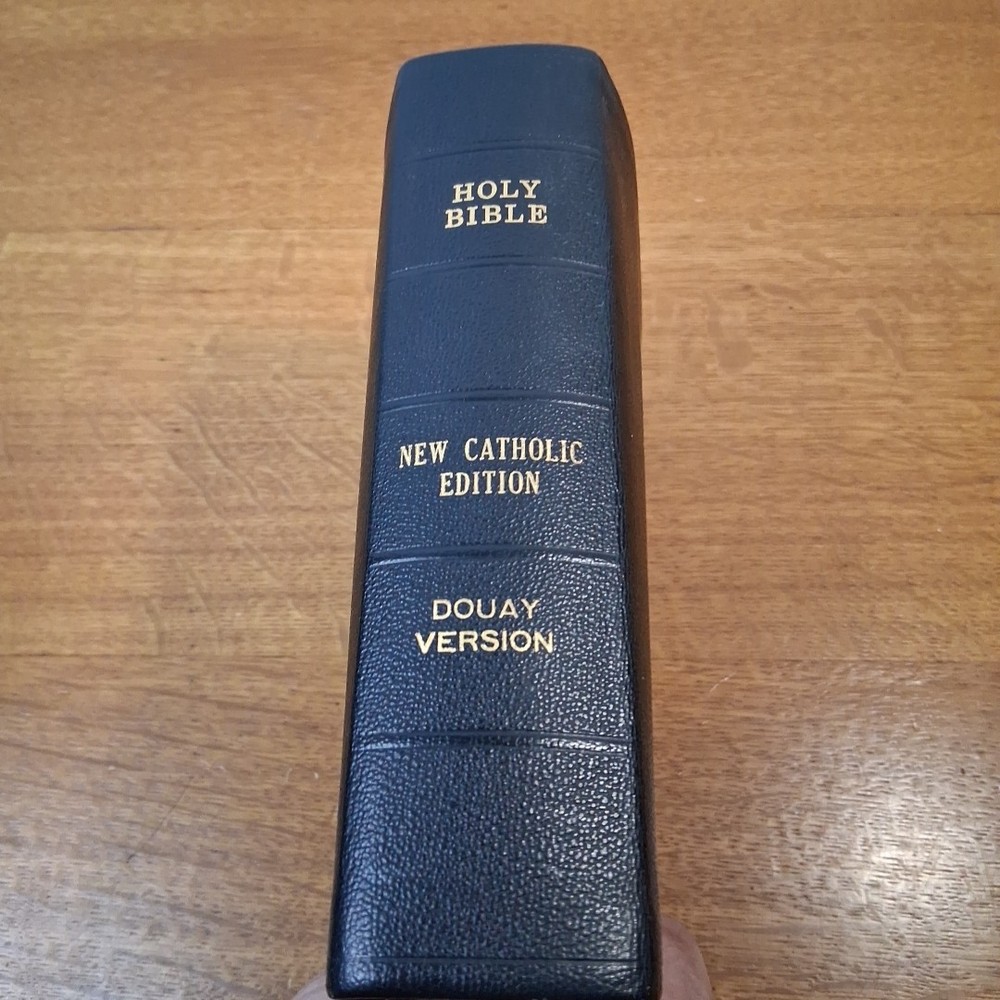 HOLY
BIBLE
NEW CATHOLIC
EDITION
DOUAY
VERSION